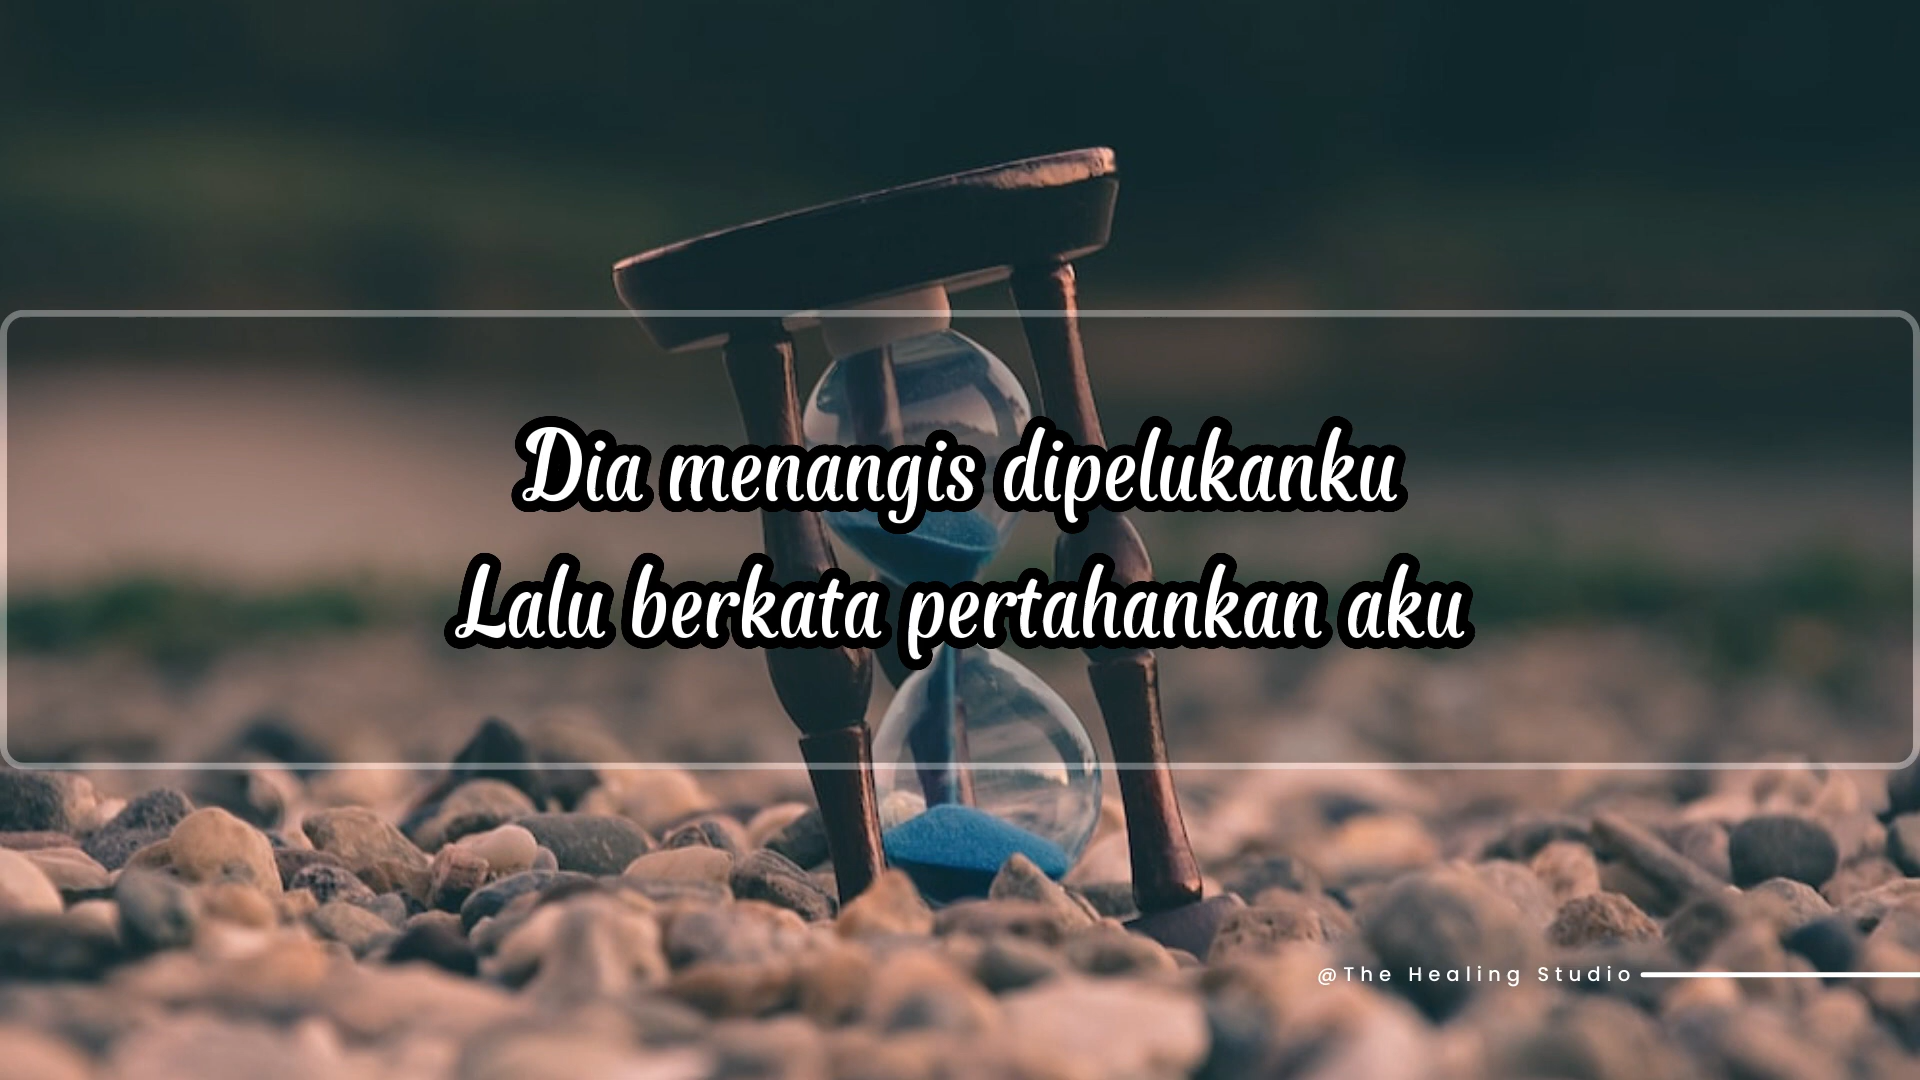 Dia menangis dipelukanku
Lalu berkata pertahankan aku
@The Healing Studio